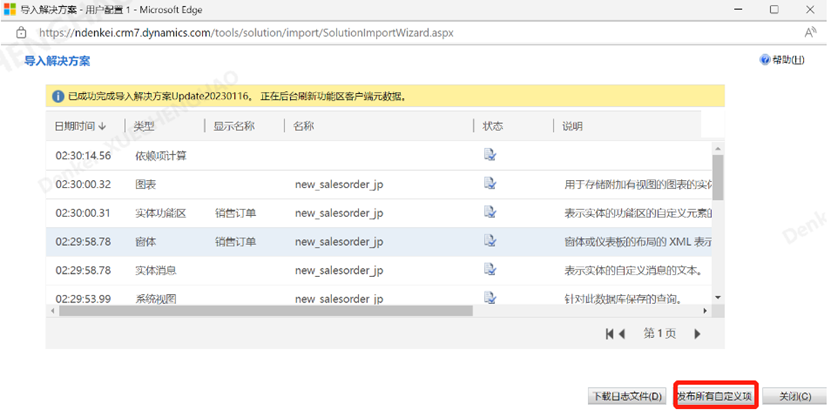 导入解决方案 - 用户配置 1 - Microsoft Edge
https://ndenkei.crm7.dynamics.com/tools/solution/import/SolutionImportWizard.aspx
导入解决方案
帮助(H)
已成功完成导入解决方案Update20230116。 正在后台刷新功能区客户端元数据。
日期时间 类型 显示名称 名称 状态 说明
02:30:14.56 依赖项计算
02:30:00.32 图表 new_salesorder_jp 用于存储附加有视图的图表的实体
02:30:00.31 实体功能区 销售订单 new_salesorder_jp 表示实体的功能区的自定义元素的
02:29:58.78 窗体 销售订单 new_salesorder_jp 窗体或仪表板的布局的 XML 表示
02:29:58.78 实体消息 new_salesorder_jp 表示实体的自定义消息的文本。
02:29:53.99 系统视图 new_salesorder_jp 针对此数据库保存的查询。
第 1 页
下载日志文件(D) 发布所有自定义项 关闭(C)